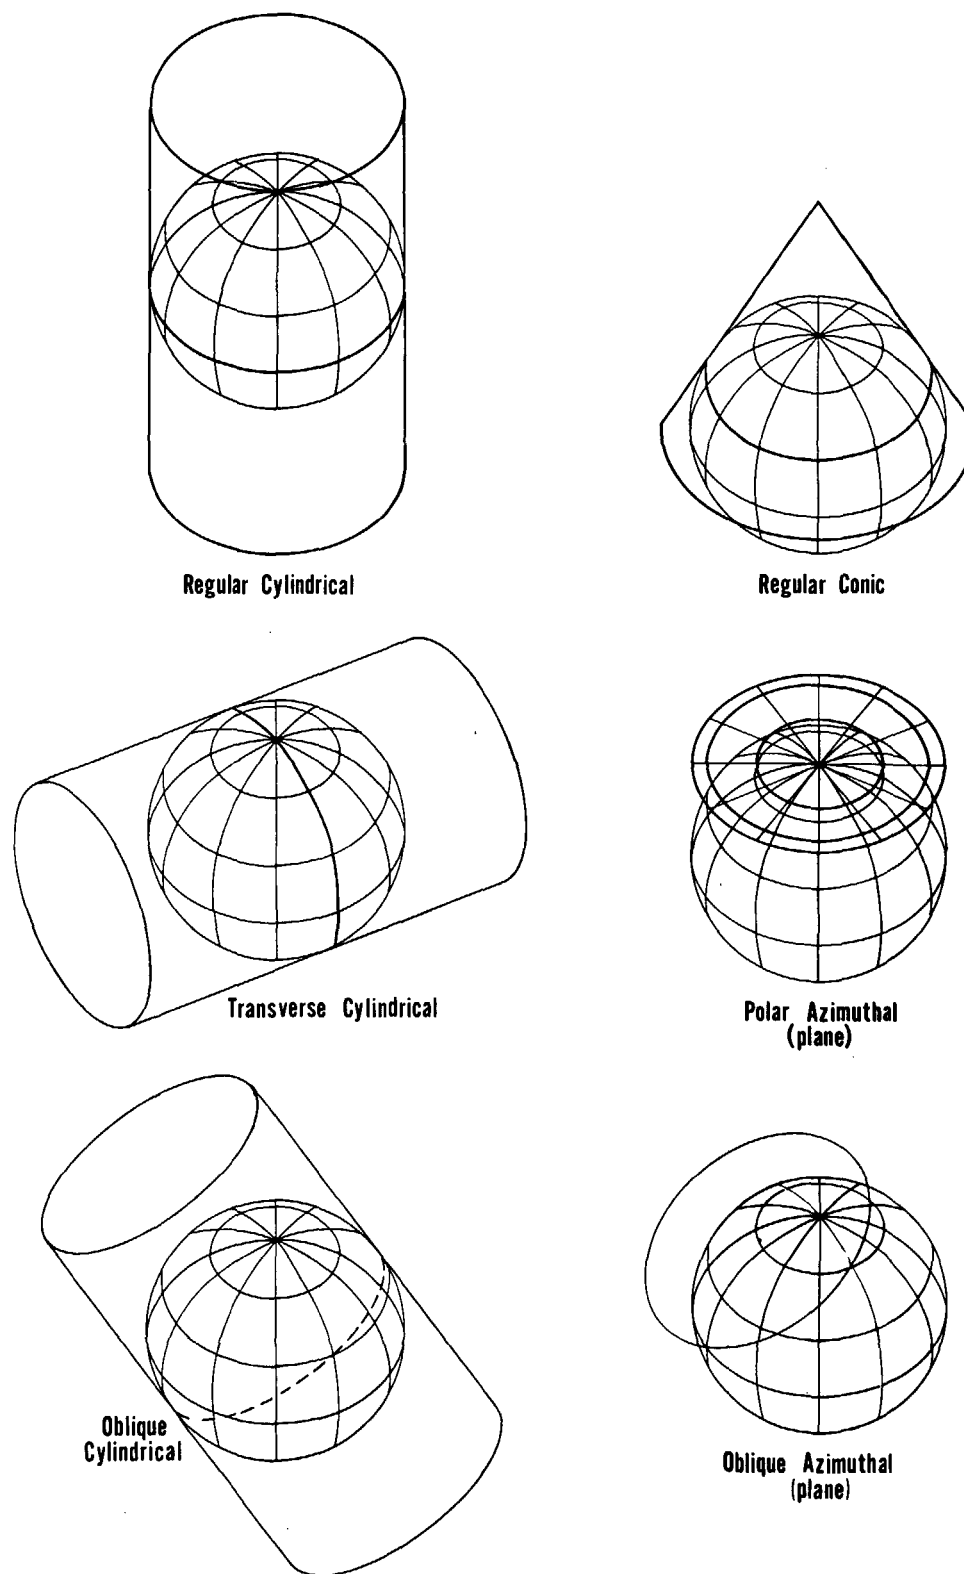 Regular Cylindrical
Regular Conic
Transverse Cylindrical
Polar Azimuthal
(plane)
Oblique
Cylindrical
Oblique Azimuthal
(plane)